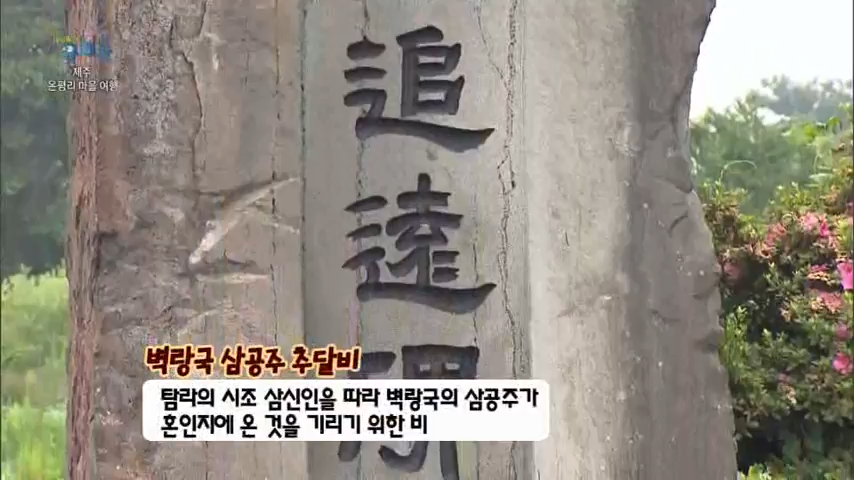 제주
온평리 마을 여행
追
遠
벽랑국 삼공주 추달비
탐라의 시조 삼신인을 따라 벽랑국의 삼공주가
혼인지에 온 것을 기리기 위한 비